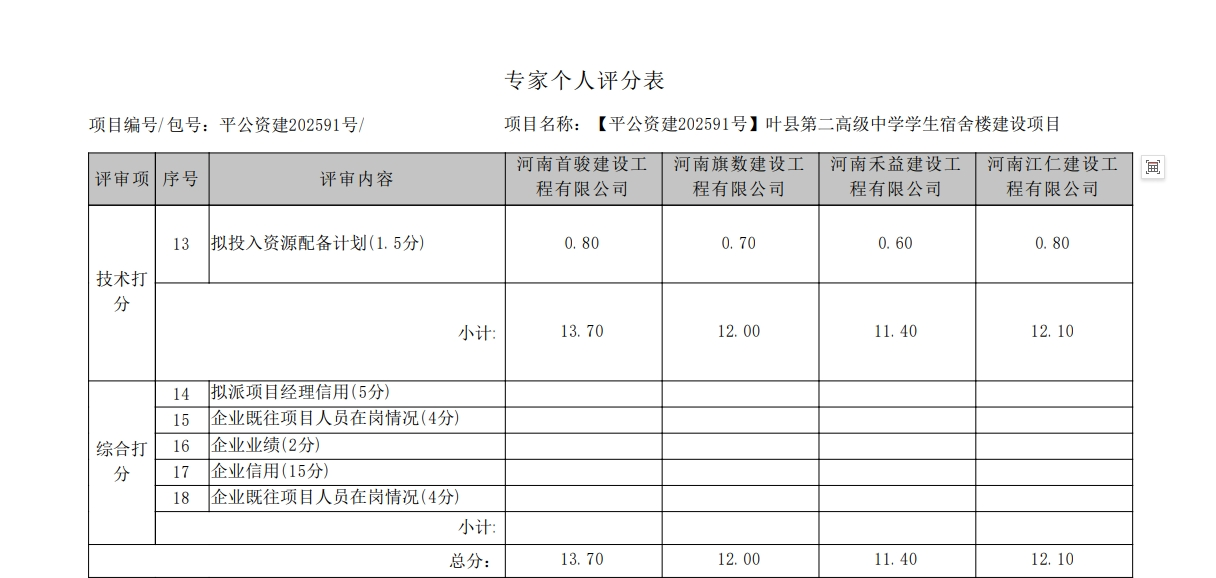 专家个人评分表
项目编号/包号：平公资建202591号/ 项目名称：【平公资建202591号】叶县第二高级中学学生宿舍楼建设项目
评审项 序号 评审内容 河南首骏建设工程有限公司 河南旗数建设工程有限公司 河南禾益建设工程有限公司 河南江仁建设工程有限公司
技术打分
13 拟投入资源配备计划(1.5分) 0.80 0.70 0.60 0.80
小计: 13.70 12.00 11.40 12.10
综合打分
14 拟派项目经理信用(5分)
15 企业既往项目人员在岗情况(4分)
16 企业业绩(2分)
17 企业信用(15分)
18 企业既往项目人员在岗情况(4分)
小计:
总分： 13.70 12.00 11.40 12.10